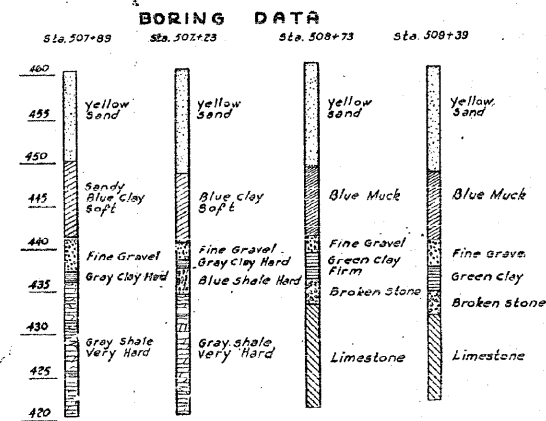 BORING DATA
Sta. 507+89 Sta. 507+23 Sta. 508+73 Sta. 509+39
460
455
450
445
440
435
430
425
420
Yellow
Sand
Sandy
Blue Clay
Soft
Fine Gravel
Gray Clay Hard
Gray Shale
Very Hard
Yellow
Sand
Blue Clay
Soft
Fine Gravel
Gray Clay Hard
Blue Shale Hard
Gray Shale
Very Hard
Yellow
Sand
Blue Muck
Fine Gravel
Green Clay
Firm
Broken Stone
Limestone
Yellow
Sand
Blue Muck
Fine Gravel
Green Clay
Broken Stone
Limestone